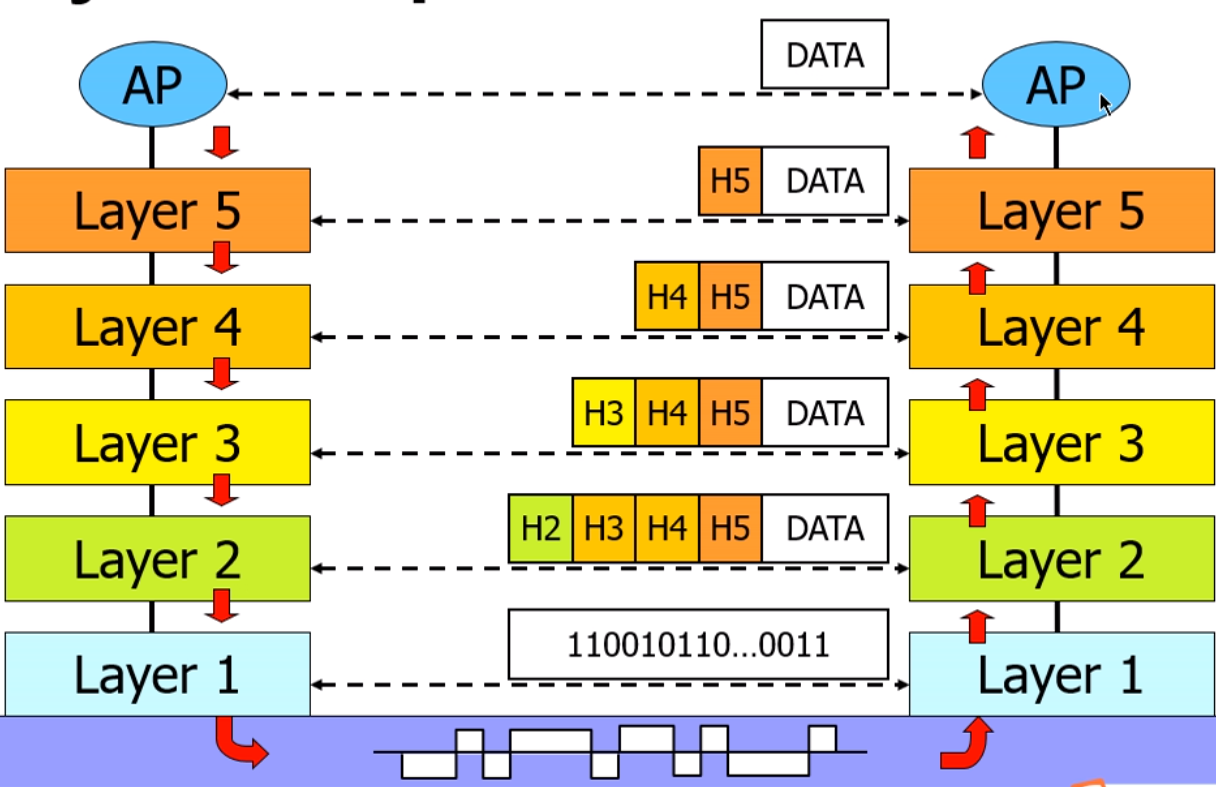 DATA
AP
AP
H5 DATA
Layer 5
Layer 5
H4 H5 DATA
Layer 4
Layer 4
H3 H4 H5 DATA
Layer 3
Layer 3
H2 H3 H4 H5 DATA
Layer 2
Layer 2
110010110...0011
Layer 1
Layer 1